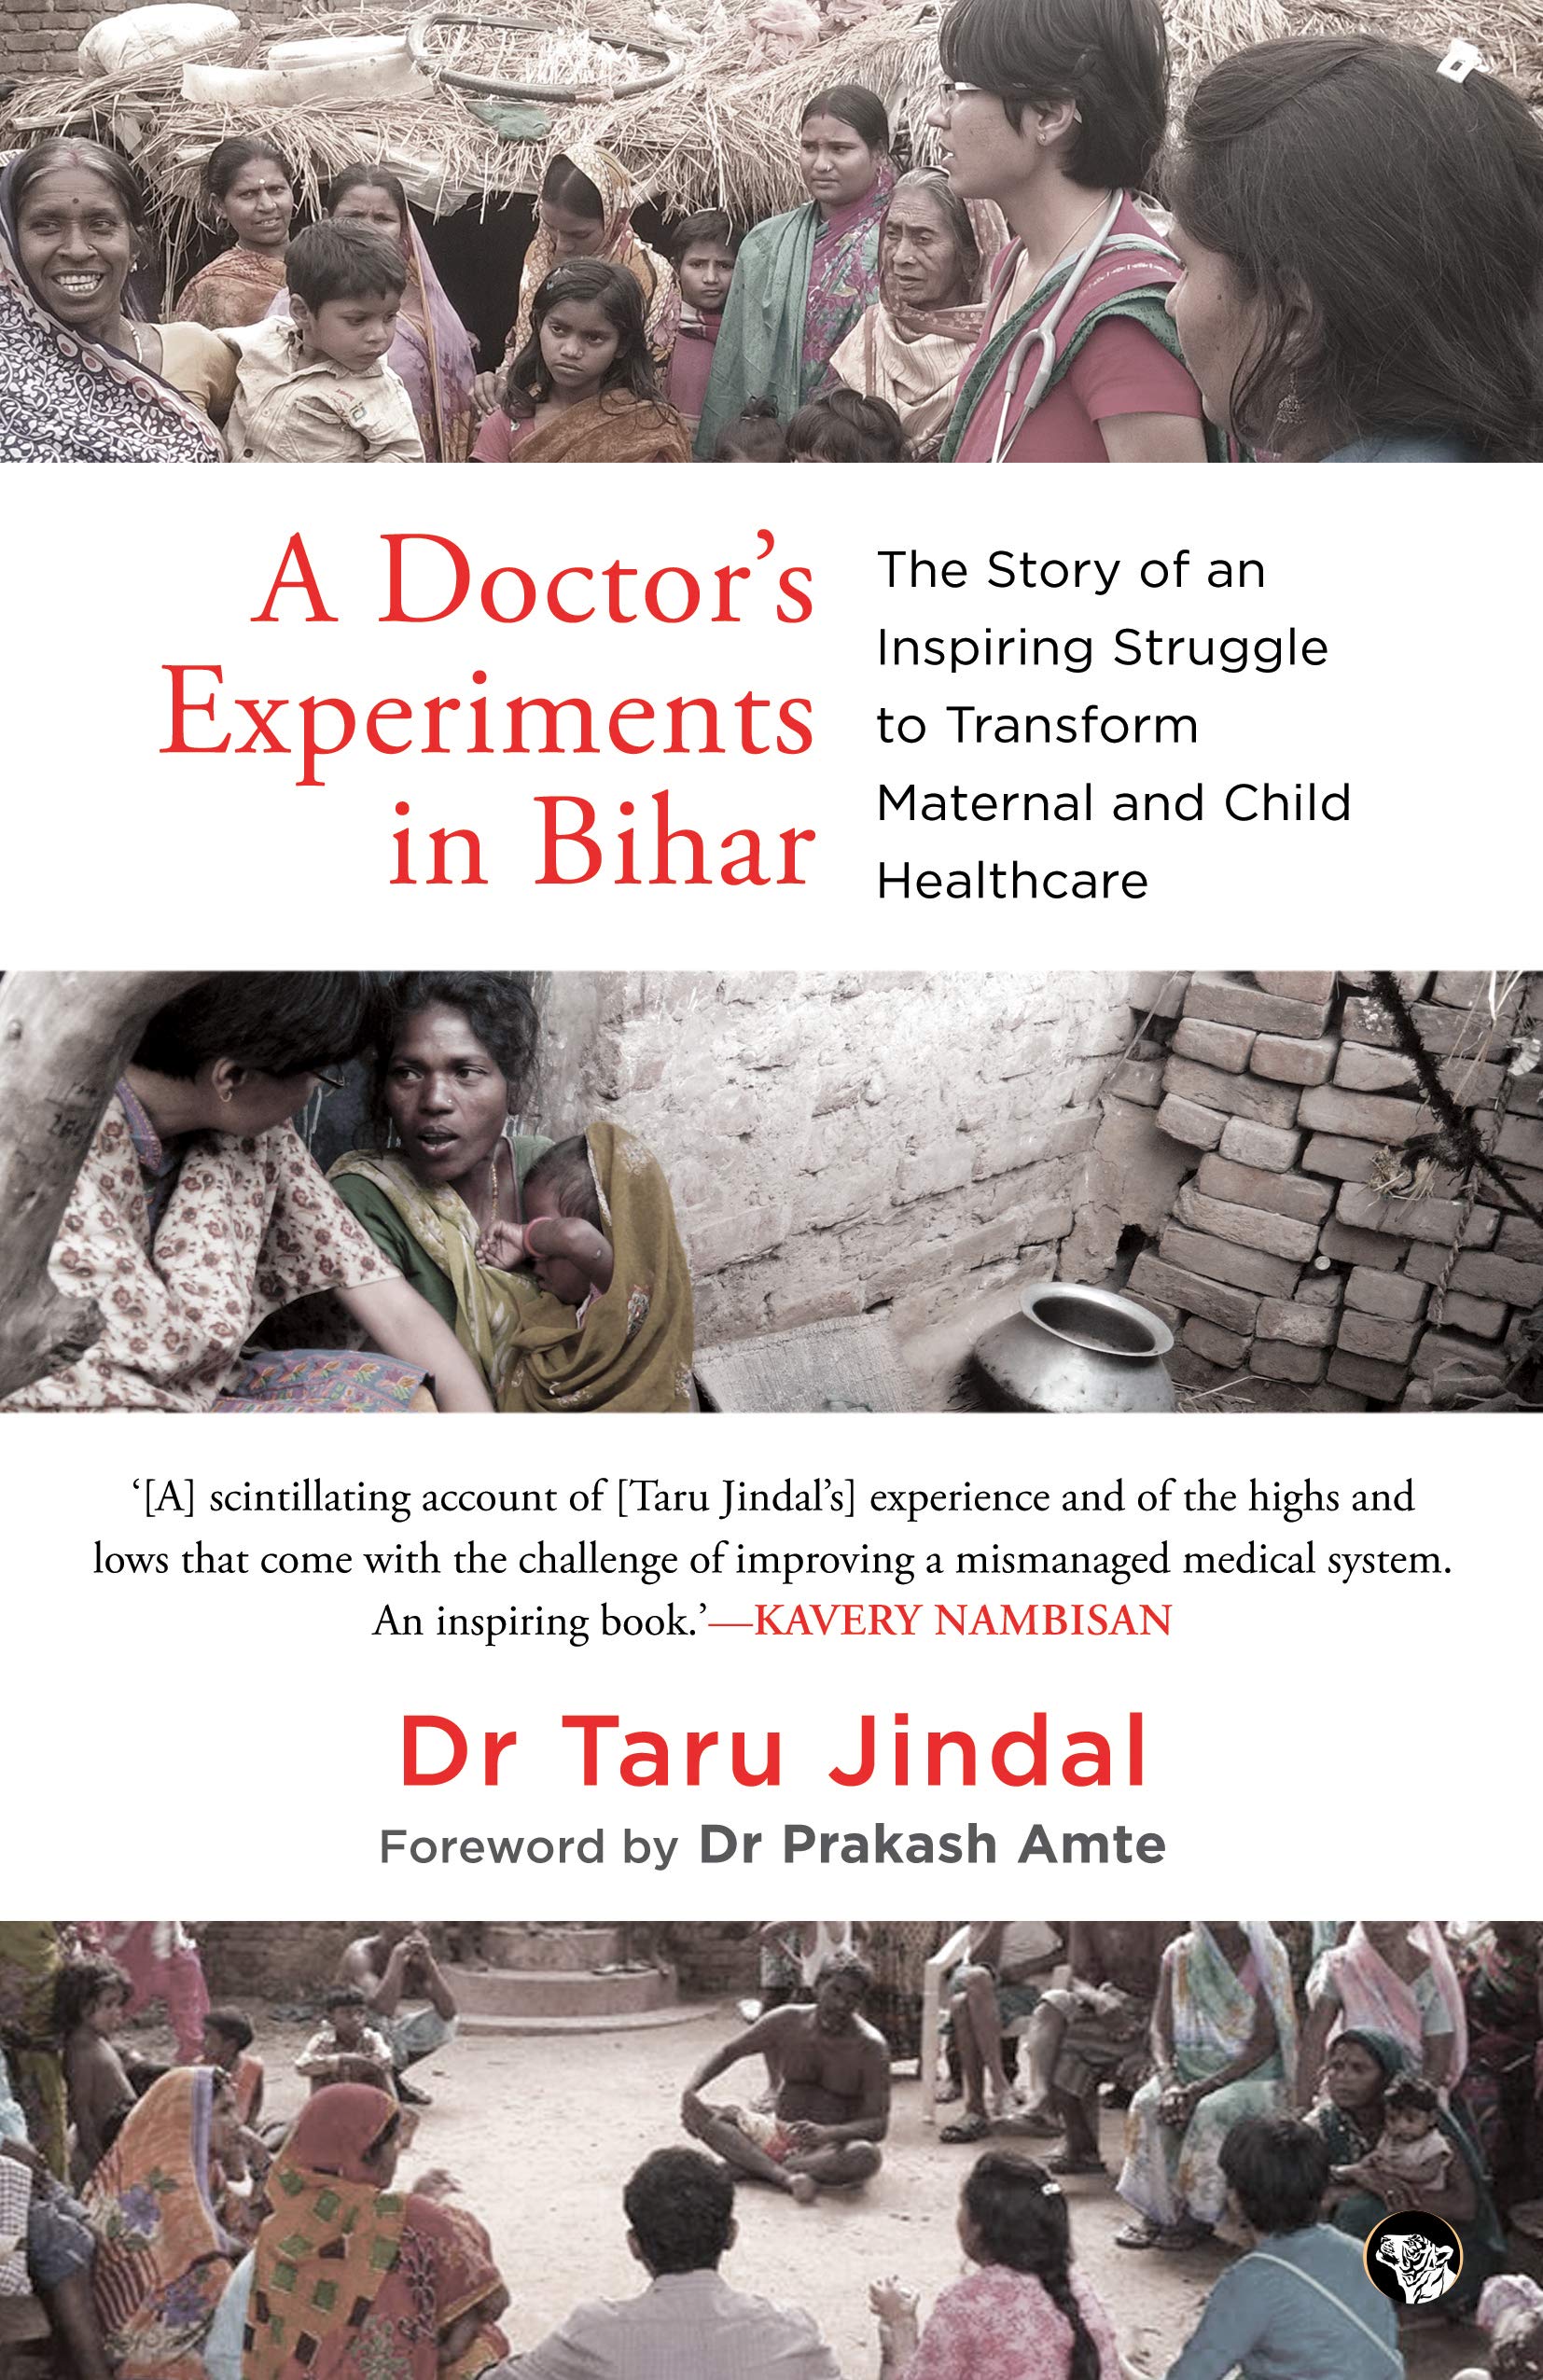 A Doctor’s
Experiments
in Bihar
The Story of an
Inspiring Struggle
to Transform
Maternal and Child
Healthcare
‘[A] scintillating account of [Taru Jindal’s] experience and of the highs and
lows that come with the challenge of improving a mismanaged medical system.
An inspiring book.’—KAVERY NAMBISAN
Dr Taru Jindal
Foreword by Dr Prakash Amte